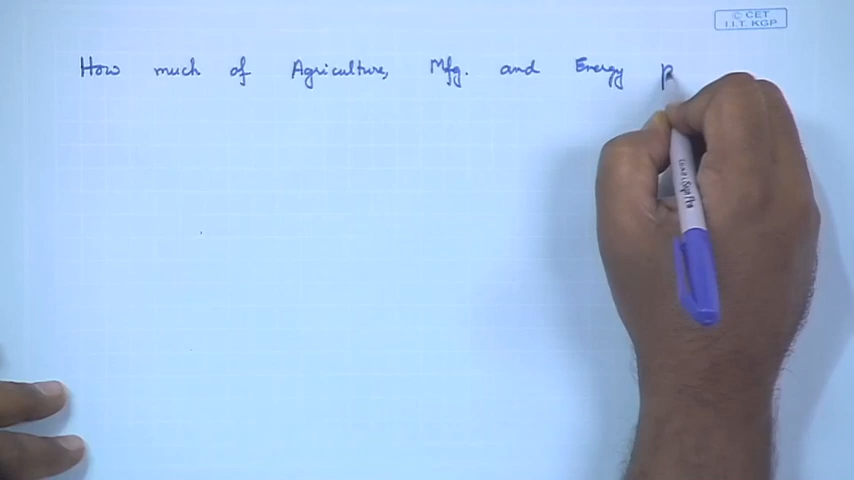 © CET
I.I.T. KGP
How much of Agriculture, Mfg. and Energy p